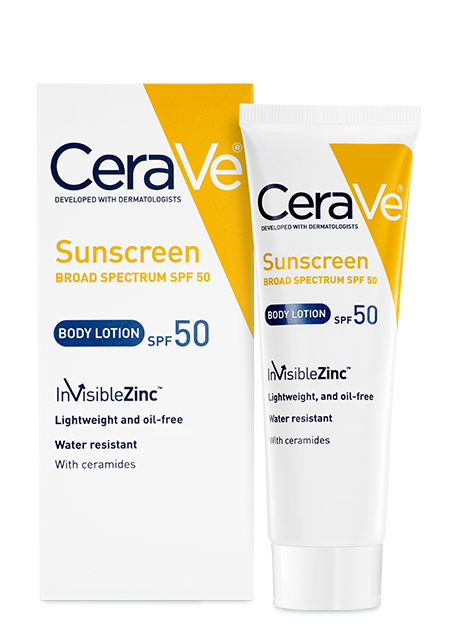 CeraVe®
DEVELOPED WITH DERMATOLOGISTS
Sunscreen
BROAD SPECTRUM SPF 50
BODY LOTION SPF 50
InVisibleZinc™
Lightweight and oil-free
Water resistant
With ceramides
CeraVe®
DEVELOPED WITH DERMATOLOGISTS
Sunscreen
BROAD SPECTRUM SPF 50
BODY LOTION SPF 50
InVisibleZinc™
Lightweight, and oil-free
Water resistant
With ceramides